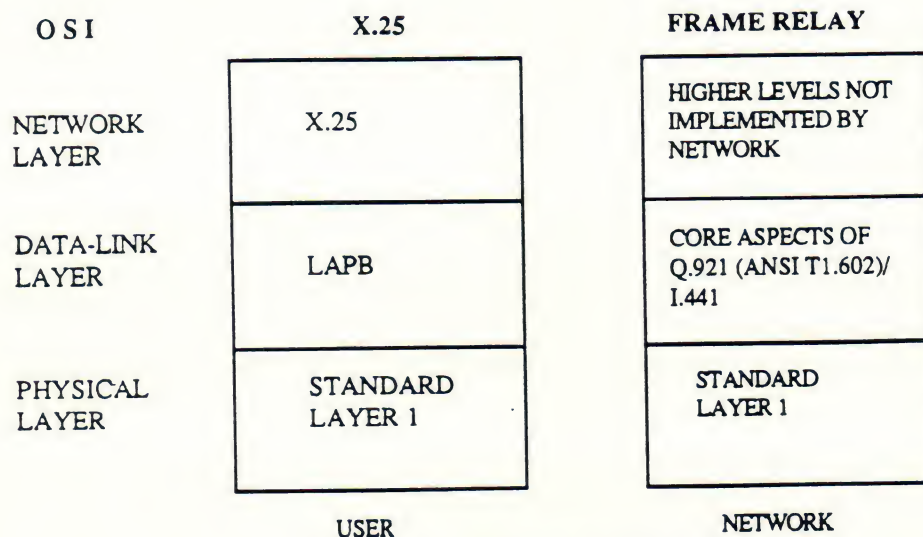 OSI X.25 FRAME RELAY
NETWORK
LAYER
X.25
HIGHER LEVELS NOT
IMPLEMENTED BY
NETWORK
DATA-LINK
LAYER
LAPB
CORE ASPECTS OF
Q.921 (ANSI T1.602)/
I.441
PHYSICAL
LAYER
STANDARD
LAYER 1
STANDARD
LAYER 1
USER NETWORK